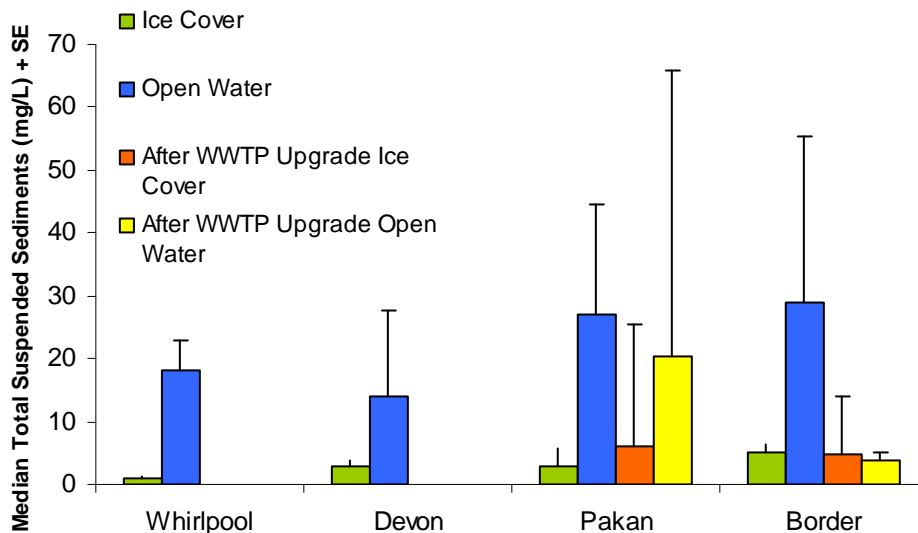 Median Total Suspended Sediments (mg/L) + SE
Ice Cover
Open Water
After WWTP Upgrade Ice
Cover
After WWTP Upgrade Open
Water
70
60
50
40
30
20
10
0
Whirlpool
Devon
Pakan
Border